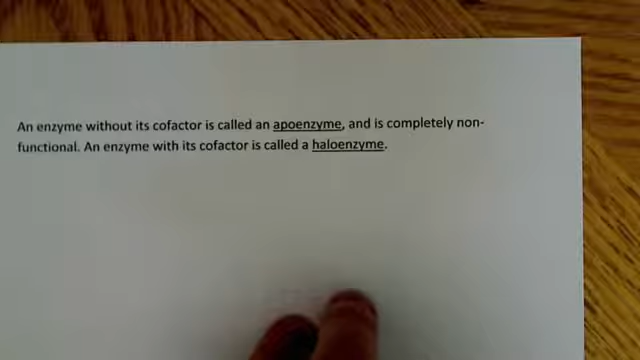 An enzyme without its cofactor is called an apoenzyme, and is completely non-
functional. An enzyme with its cofactor is called a haloenzyme.